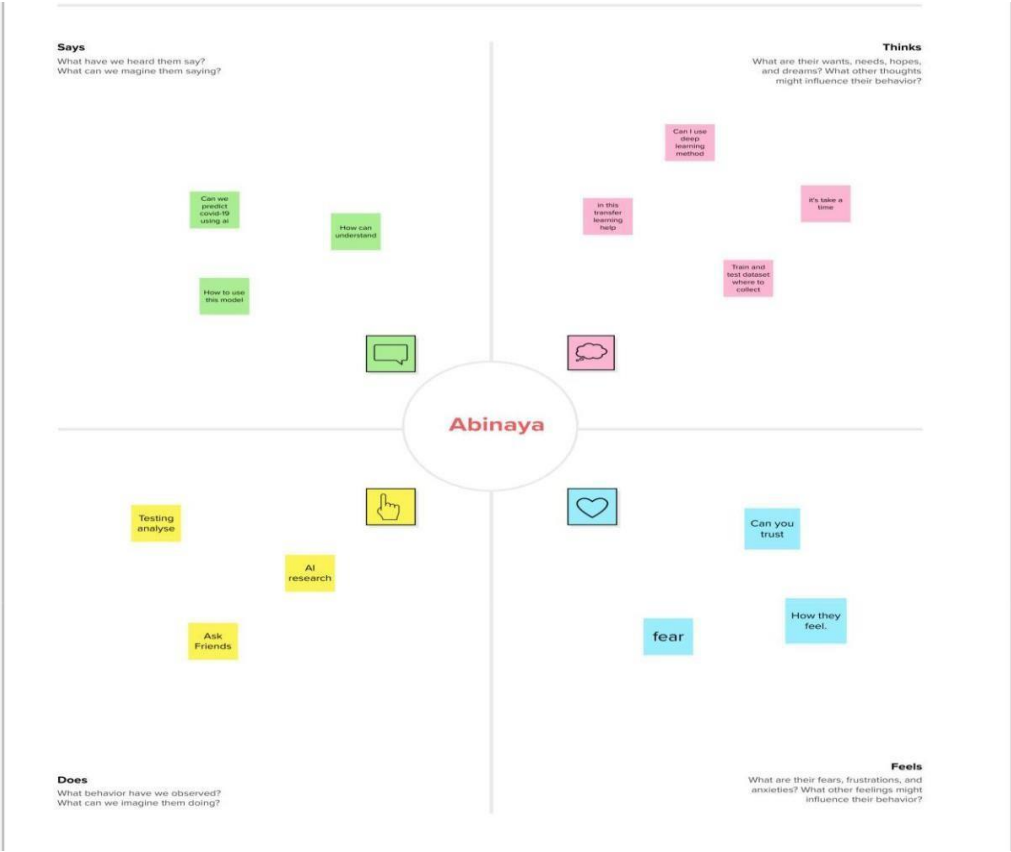 Says
What have we heard them say?
What can we magine them saying?
Thinks
What are their wants, needs, hopes,
and dreams? What other thoughts
might influence their behavior?
Can we
predict
covid-19
using ai
How can
understand
How to use
this model
Can I use
deep
learning
method
in this
transfer
learning
help
it's take a
time
Train and
test dataset
where to
collect
Abinaya
Testing
analyse
AI
research
Ask
Friends
Can you
trust
How they
feel.
fear
Does
What behavior have we observed?
What can we imagine them doing?
Feels
What are their fears, frustrations, and
anxieties? What other feelings might
influence their behavior?